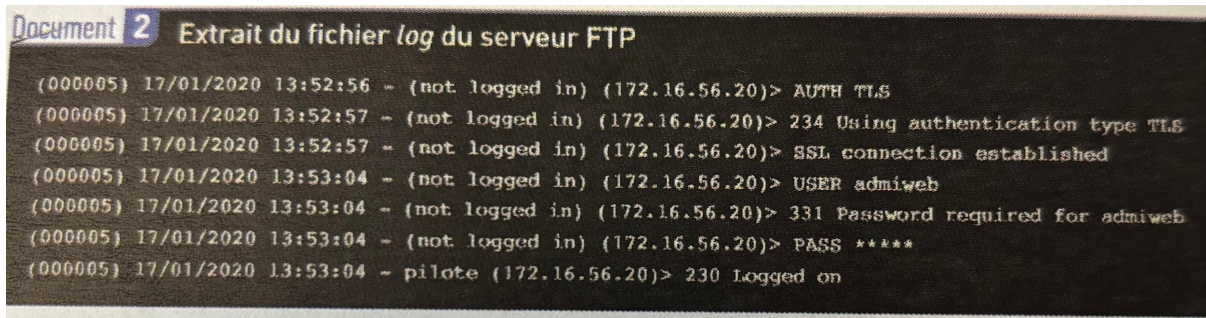 Document 2 Extrait du fichier log du serveur FTP
(000005) 17/01/2020 13:52:56 - (not logged in) (172.16.56.20)> AUTH TLS
(000005) 17/01/2020 13:52:57 - (not logged in) (172.16.56.20)> 234 Using authentication type TLS
(000005) 17/01/2020 13:52:57 - (not logged in) (172.16.56.20)> SSL connection established
(000005) 17/01/2020 13:53:04 - (not logged in) (172.16.56.20)> USER admiweb
(000005) 17/01/2020 13:53:04 - (not logged in) (172.16.56.20)> 331 Password required for admiweb
(000005) 17/01/2020 13:53:04 - (not logged in) (172.16.56.20)> PASS *****
(000005) 17/01/2020 13:53:04 - pilote (172.16.56.20)> 230 Logged on